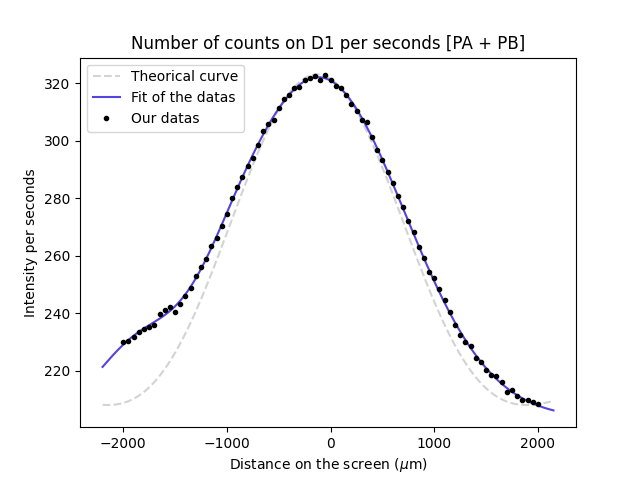 Number of counts on D1 per seconds [PA + PB]
Theorical curve
Fit of the datas
Our datas
Intensity per seconds
320
300
280
260
240
220
−2000
−1000
0
1000
2000
Distance on the screen (μm)